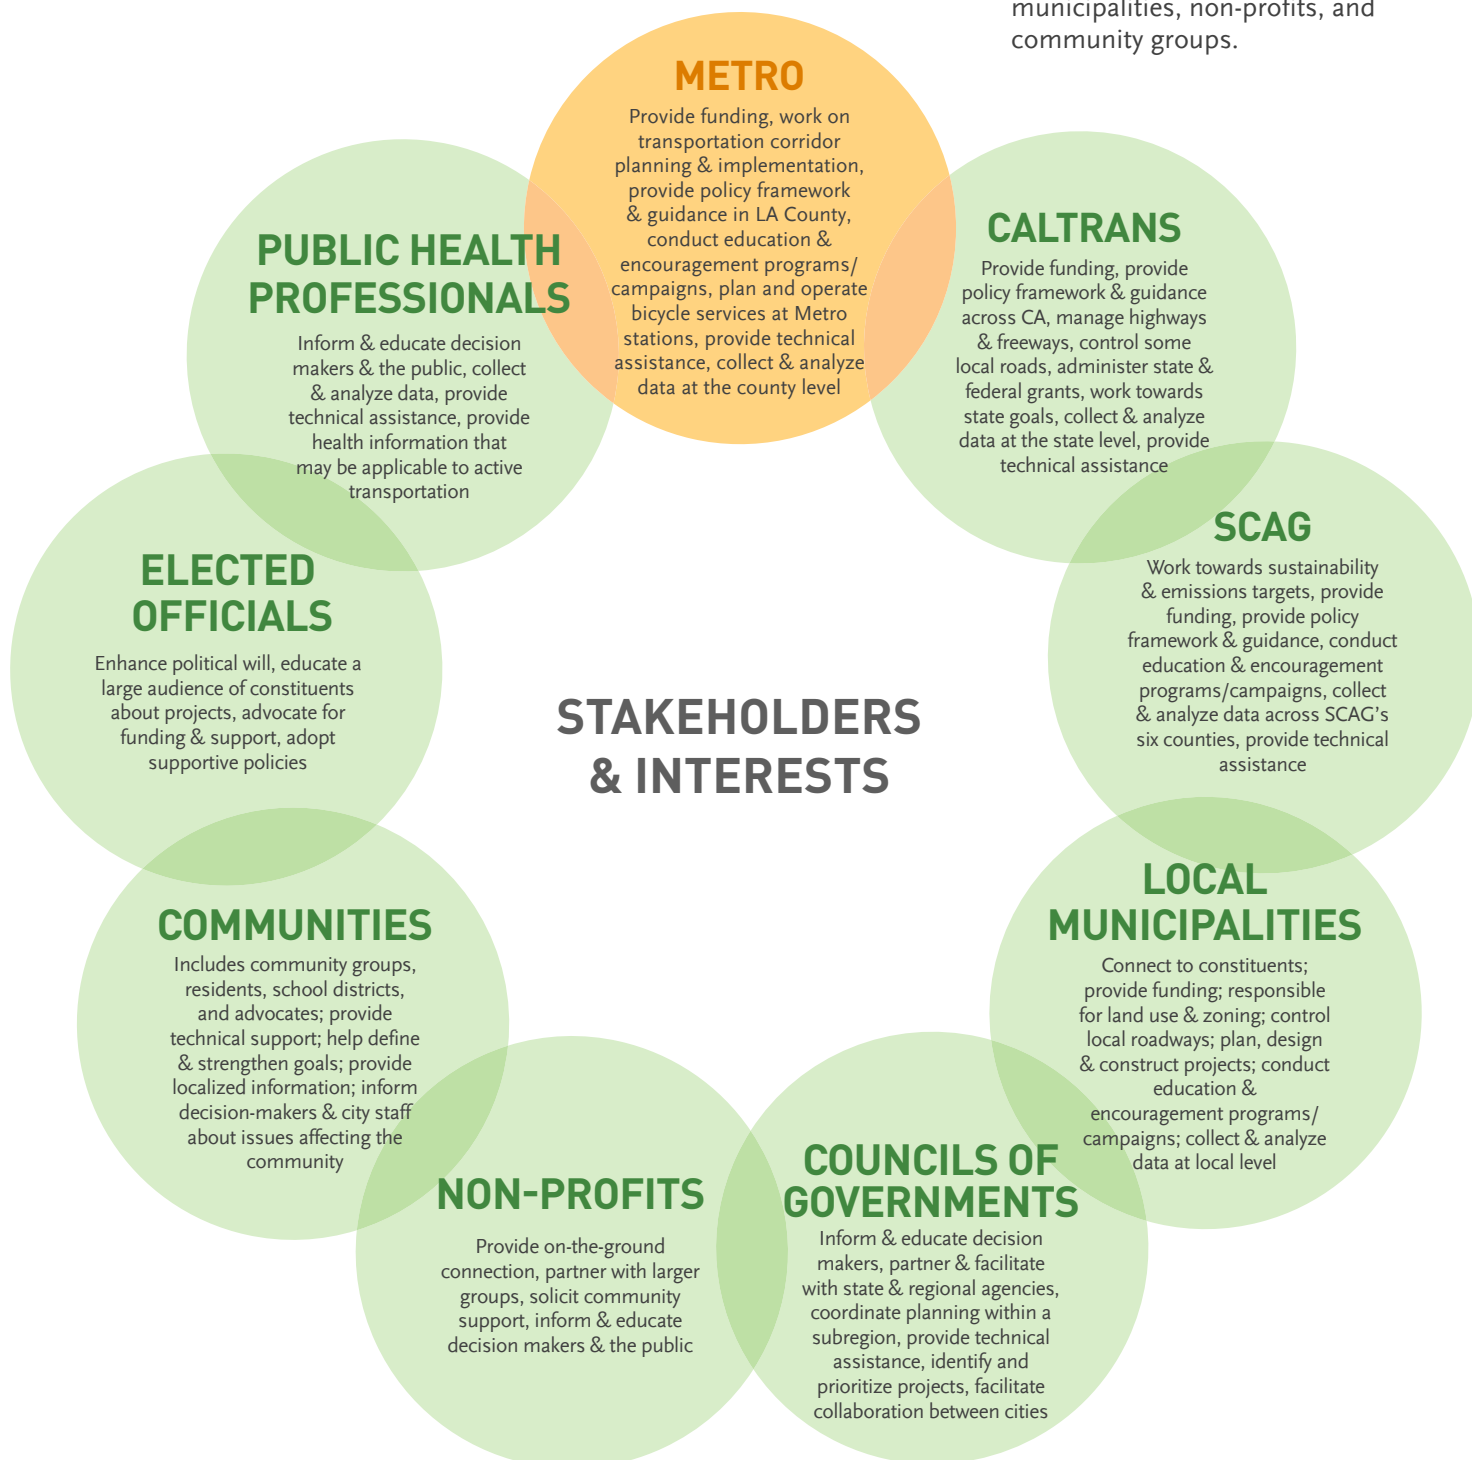 municipalities, non-profits, and
community groups.
METRO
Provide funding, work on
transportation corridor
planning & implementation,
provide policy framework
& guidance in LA County,
conduct education &
encouragement programs/
campaigns, plan and operate
bicycle services at Metro
stations, provide technical
assistance, collect & analyze
data at the county level
CALTRANS
Provide funding, provide
policy framework & guidance
across CA, manage highways
& freeways, control some
local roads, administer state &
federal grants, work towards
state goals, collect & analyze
data at the state level, provide
technical assistance
SCAG
Work towards sustainability
& emissions targets, provide
funding, provide policy
framework & guidance, conduct
education & encouragement
programs/campaigns, collect
& analyze data across SCAG's
six counties, provide technical
assistance
LOCAL
MUNICIPALITIES
Connect to constituents;
provide funding; responsible
for land use & zoning; control
local roadways; plan, design
& construct projects; conduct
education &
encouragement programs/
campaigns; collect & analyze
data at local level
COUNCILS OF
GOVERNMENTS
Inform & educate decision
makers, partner & facilitate
with state & regional agencies,
coordinate planning within a
subregion, provide technical
assistance, identify and
prioritize projects, facilitate
collaboration between cities
NON-PROFITS
Provide on-the-ground
connection, partner with larger
groups, solicit community
support, inform & educate
decision makers & the public
COMMUNITIES
Includes community groups,
residents, school districts,
and advocates; provide
technical support; help define
& strengthen goals; provide
localized information; inform
decision-makers & city staff
about issues affecting the
community
ELECTED
OFFICIALS
Enhance political will, educate a
large audience of constituents
about projects, advocate for
funding & support, adopt
supportive policies
PUBLIC HEALTH
PROFESSIONALS
Inform & educate decision
makers & the public, collect
& analyze data, provide
technical assistance, provide
health information that
may be applicable to active
transportation
STAKEHOLDERS
& INTERESTS